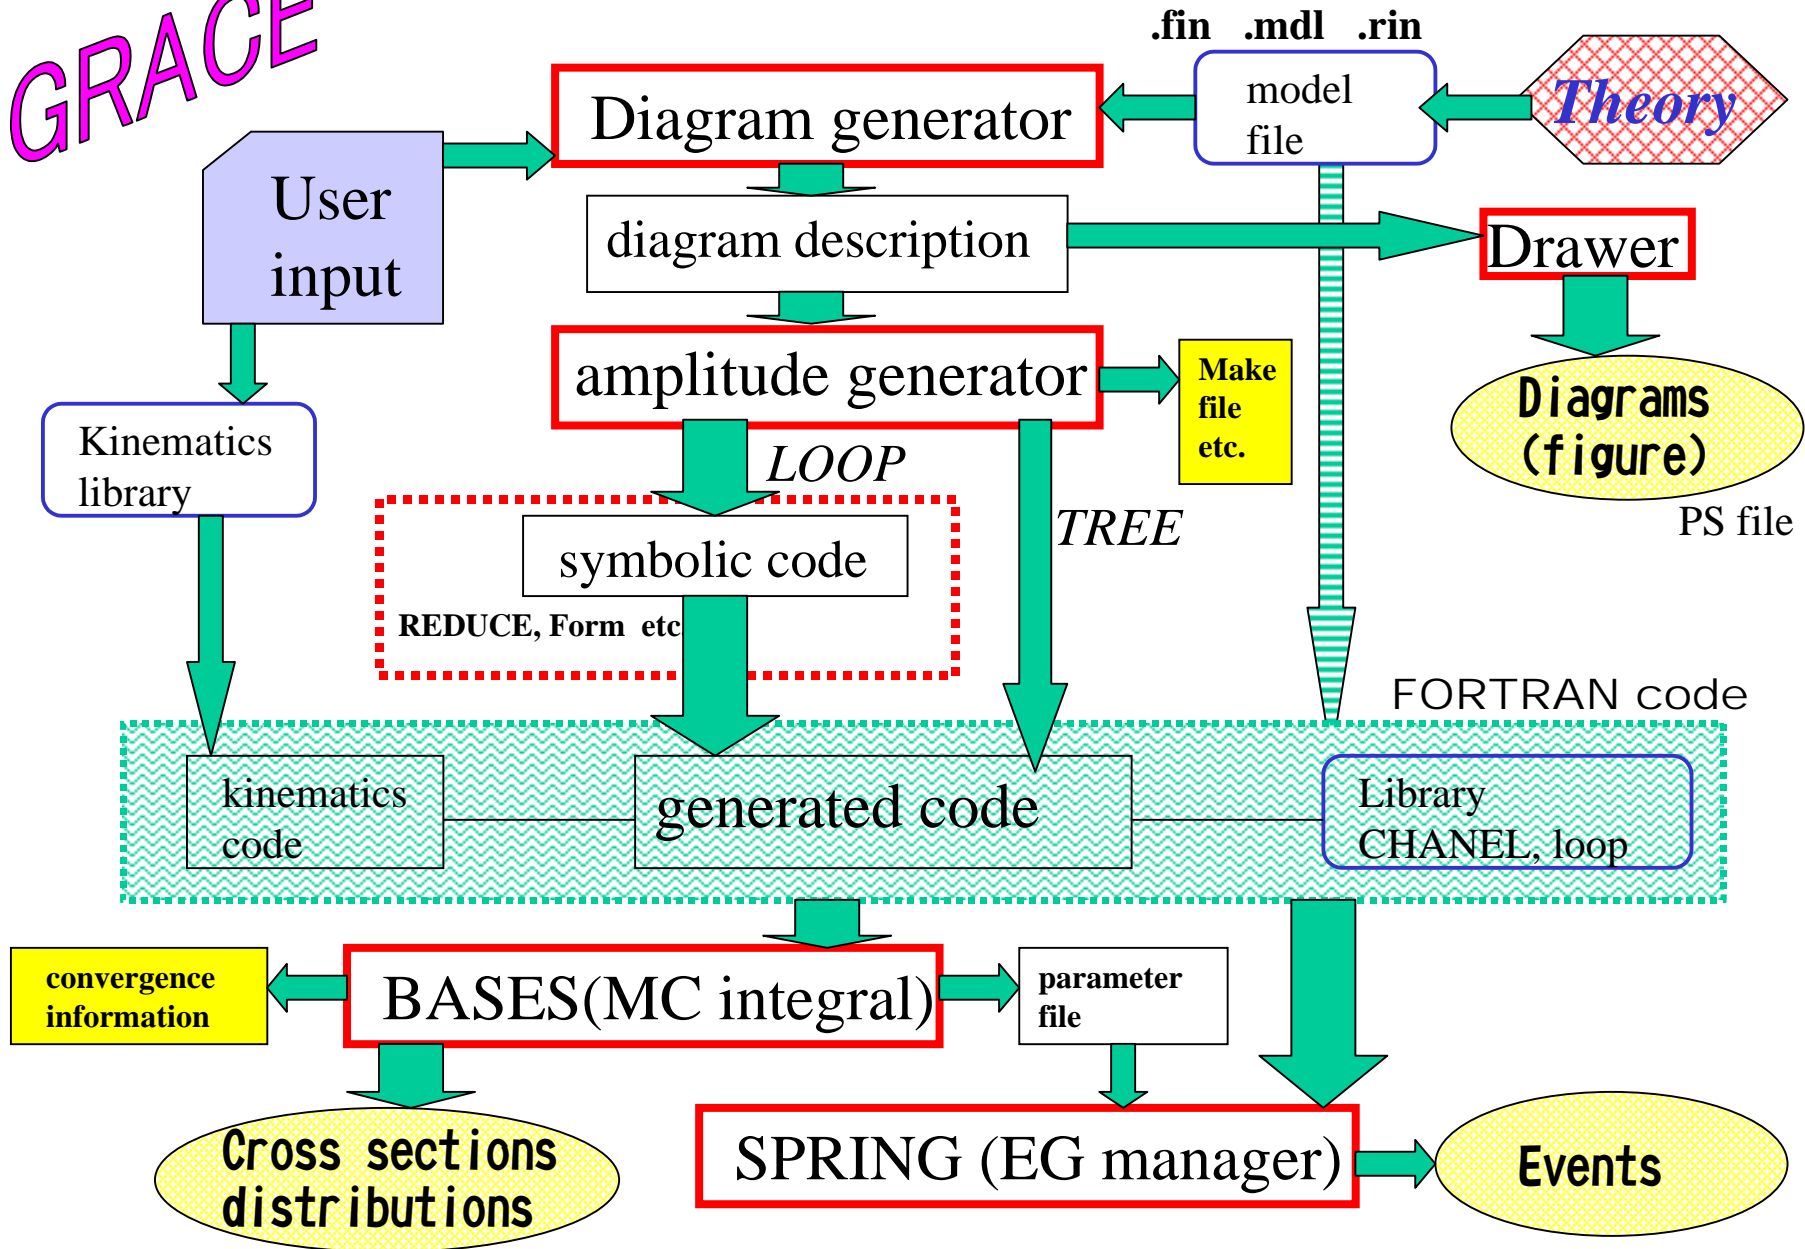 GRACE
.fin .mdl .rin
Diagram generator
model
file
Theory
User
input
diagram description
Drawer
amplitude generator
Make
file
etc.
Diagrams
(figure)
PS file
Kinematics
library
LOOP
TREE
symbolic code
REDUCE, Form etc.
FORTRAN code
kinematics
code
generated code
Library
CHANEL, loop
convergence
information
BASES(MC integral)
parameter
file
Cross sections
distributions
SPRING (EG manager)
Events